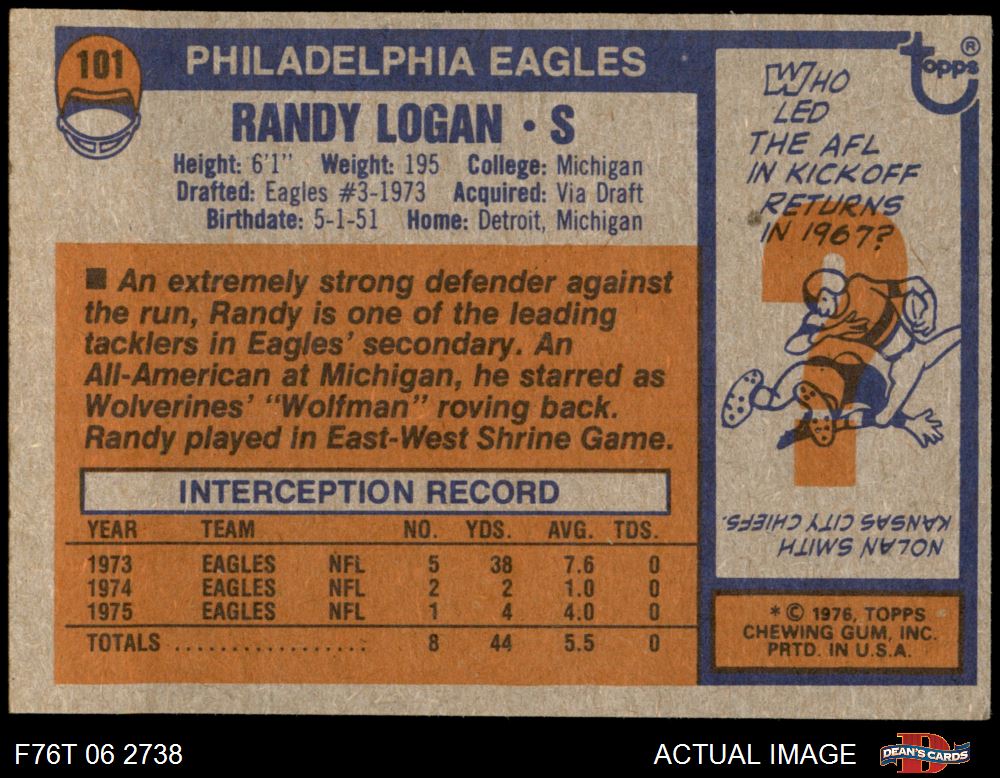 101
PHILADELPHIA EAGLES
RANDY LOGAN • S
Height: 6'1" Weight: 195 College: Michigan
Drafted: Eagles #3-1973 Acquired: Via Draft
Birthdate: 5-1-51 Home: Detroit, Michigan
■ An extremely strong defender against
the run, Randy is one of the leading
tacklers in Eagles' secondary. An
All-American at Michigan, he starred as
Wolverines' "Wolfman" roving back.
Randy played in East-West Shrine Game.
INTERCEPTION RECORD
YEAR TEAM NO. YDS. AVG. TDS.
1973 EAGLES NFL 5 38 7.6 0
1974 EAGLES NFL 2 2 1.0 0
1975 EAGLES NFL 1 4 4.0 0
TOTALS .................. 8 44 5.5 0
Topps ®
WHO
LED
THE AFL
IN KICKOFF
RETURNS
IN 1967?
?
NOLAN SMITH
KANSAS CITY CHIEFS.
* © 1976, TOPPS
CHEWING GUM, INC.
PRTD. IN U.S.A.
F76T 06 2738
ACTUAL IMAGE
D
DEAN'S CARDS